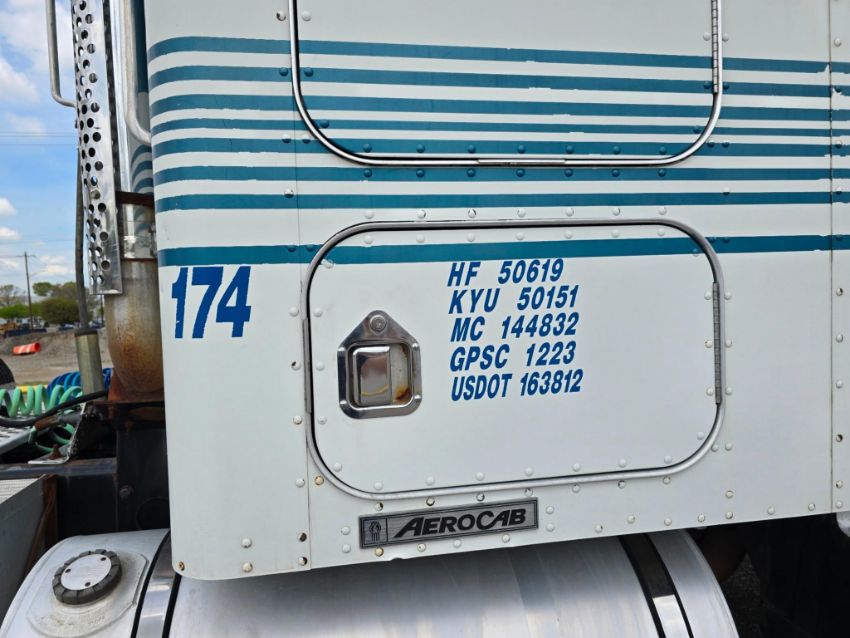 174
HF 50619
KYU 50151
MC 144832
GPSC 1223
USDOT 163812
AEROCAB